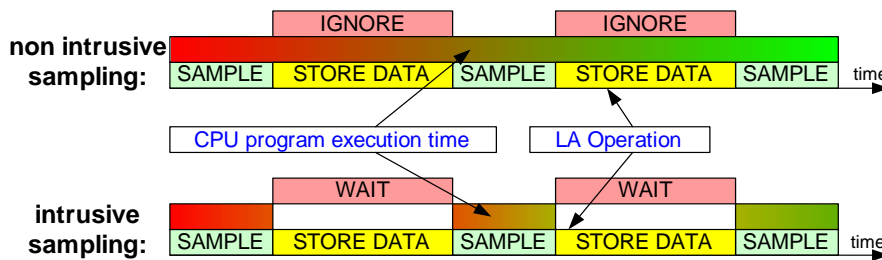 IGNORE IGNORE
non intrusive
sampling:
SAMPLE STORE DATA SAMPLE STORE DATA SAMPLE
time
CPU program execution time
LA Operation
WAIT WAIT
intrusive
sampling:
SAMPLE STORE DATA SAMPLE STORE DATA SAMPLE
time